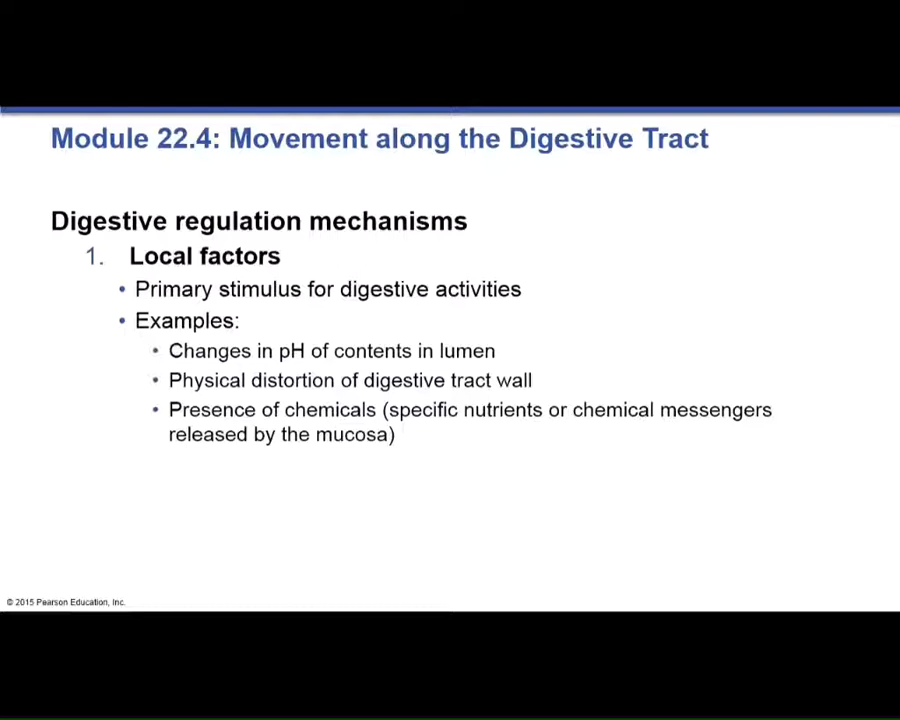 Module 22.4: Movement along the Digestive Tract
Digestive regulation mechanisms
1. Local factors
• Primary stimulus for digestive activities
• Examples:
• Changes in pH of contents in lumen
• Physical distortion of digestive tract wall
• Presence of chemicals (specific nutrients or chemical messengers
released by the mucosa)
© 2015 Pearson Education, Inc.